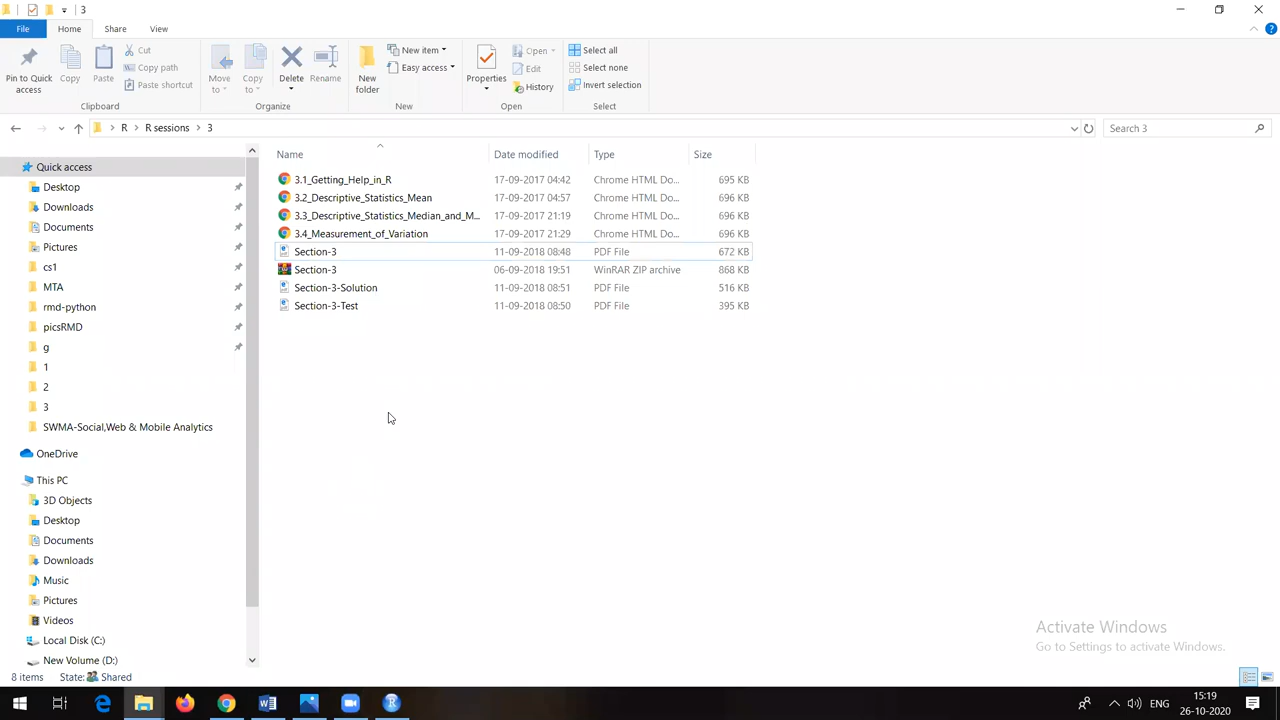 3
File
Home
Share
View
Pin to Quick access
Copy
Paste
Cut
Copy path
Paste shortcut
Clipboard
Move to
Copy to
Delete
Rename
Organize
New folder
New item
Easy access
New
Properties
Open
Edit
History
Open
Select all
Select none
Invert selection
Select
R
R sessions
3
Search 3
Name
Date modified
Type
Size
3.1_Getting_Help_in_R 17-09-2017 04:42 Chrome HTML Do... 695 KB
3.2_Descriptive_Statistics_Mean 17-09-2017 04:57 Chrome HTML Do... 696 KB
3.3_Descriptive_Statistics_Median_and_M... 17-09-2017 21:19 Chrome HTML Do... 696 KB
3.4_Measurement_of_Variation 17-09-2017 21:29 Chrome HTML Do... 696 KB
Section-3 11-09-2018 08:48 PDF File 672 KB
Section-3 06-09-2018 19:51 WinRAR ZIP archive 868 KB
Section-3-Solution 11-09-2018 08:51 PDF File 516 KB
Section-3-Test 11-09-2018 08:50 PDF File 395 KB
Quick access
Desktop
Downloads
Documents
Pictures
cs1
MTA
rmd-python
picsRMD
g
1
2
3
SWMA-Social,Web & Mobile Analytics
OneDrive
This PC
3D Objects
Desktop
Documents
Downloads
Music
Pictures
Videos
Local Disk (C:)
New Volume (D:)
Activate Windows
Go to Settings to activate Windows.
8 items State: Shared
ENG
15:19
26-10-2020